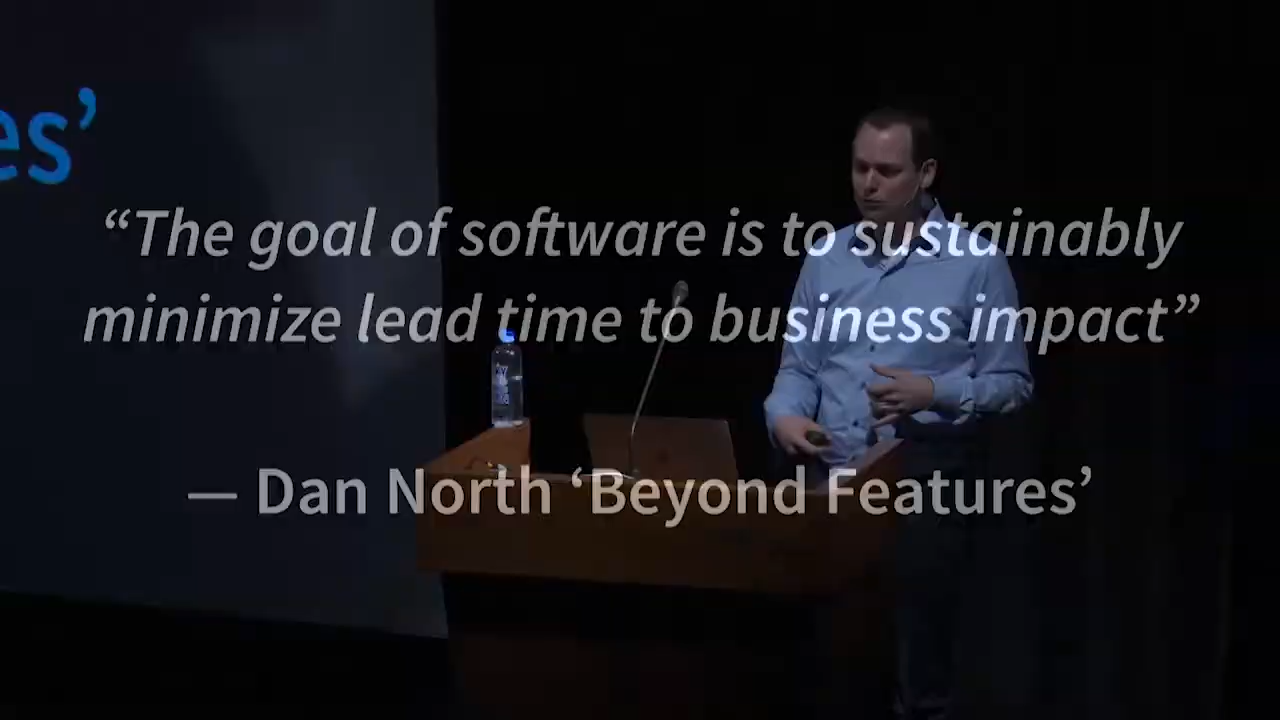 es’
“The goal of software is to sustainably
minimize lead time to business impact”
— Dan North ‘Beyond Features’